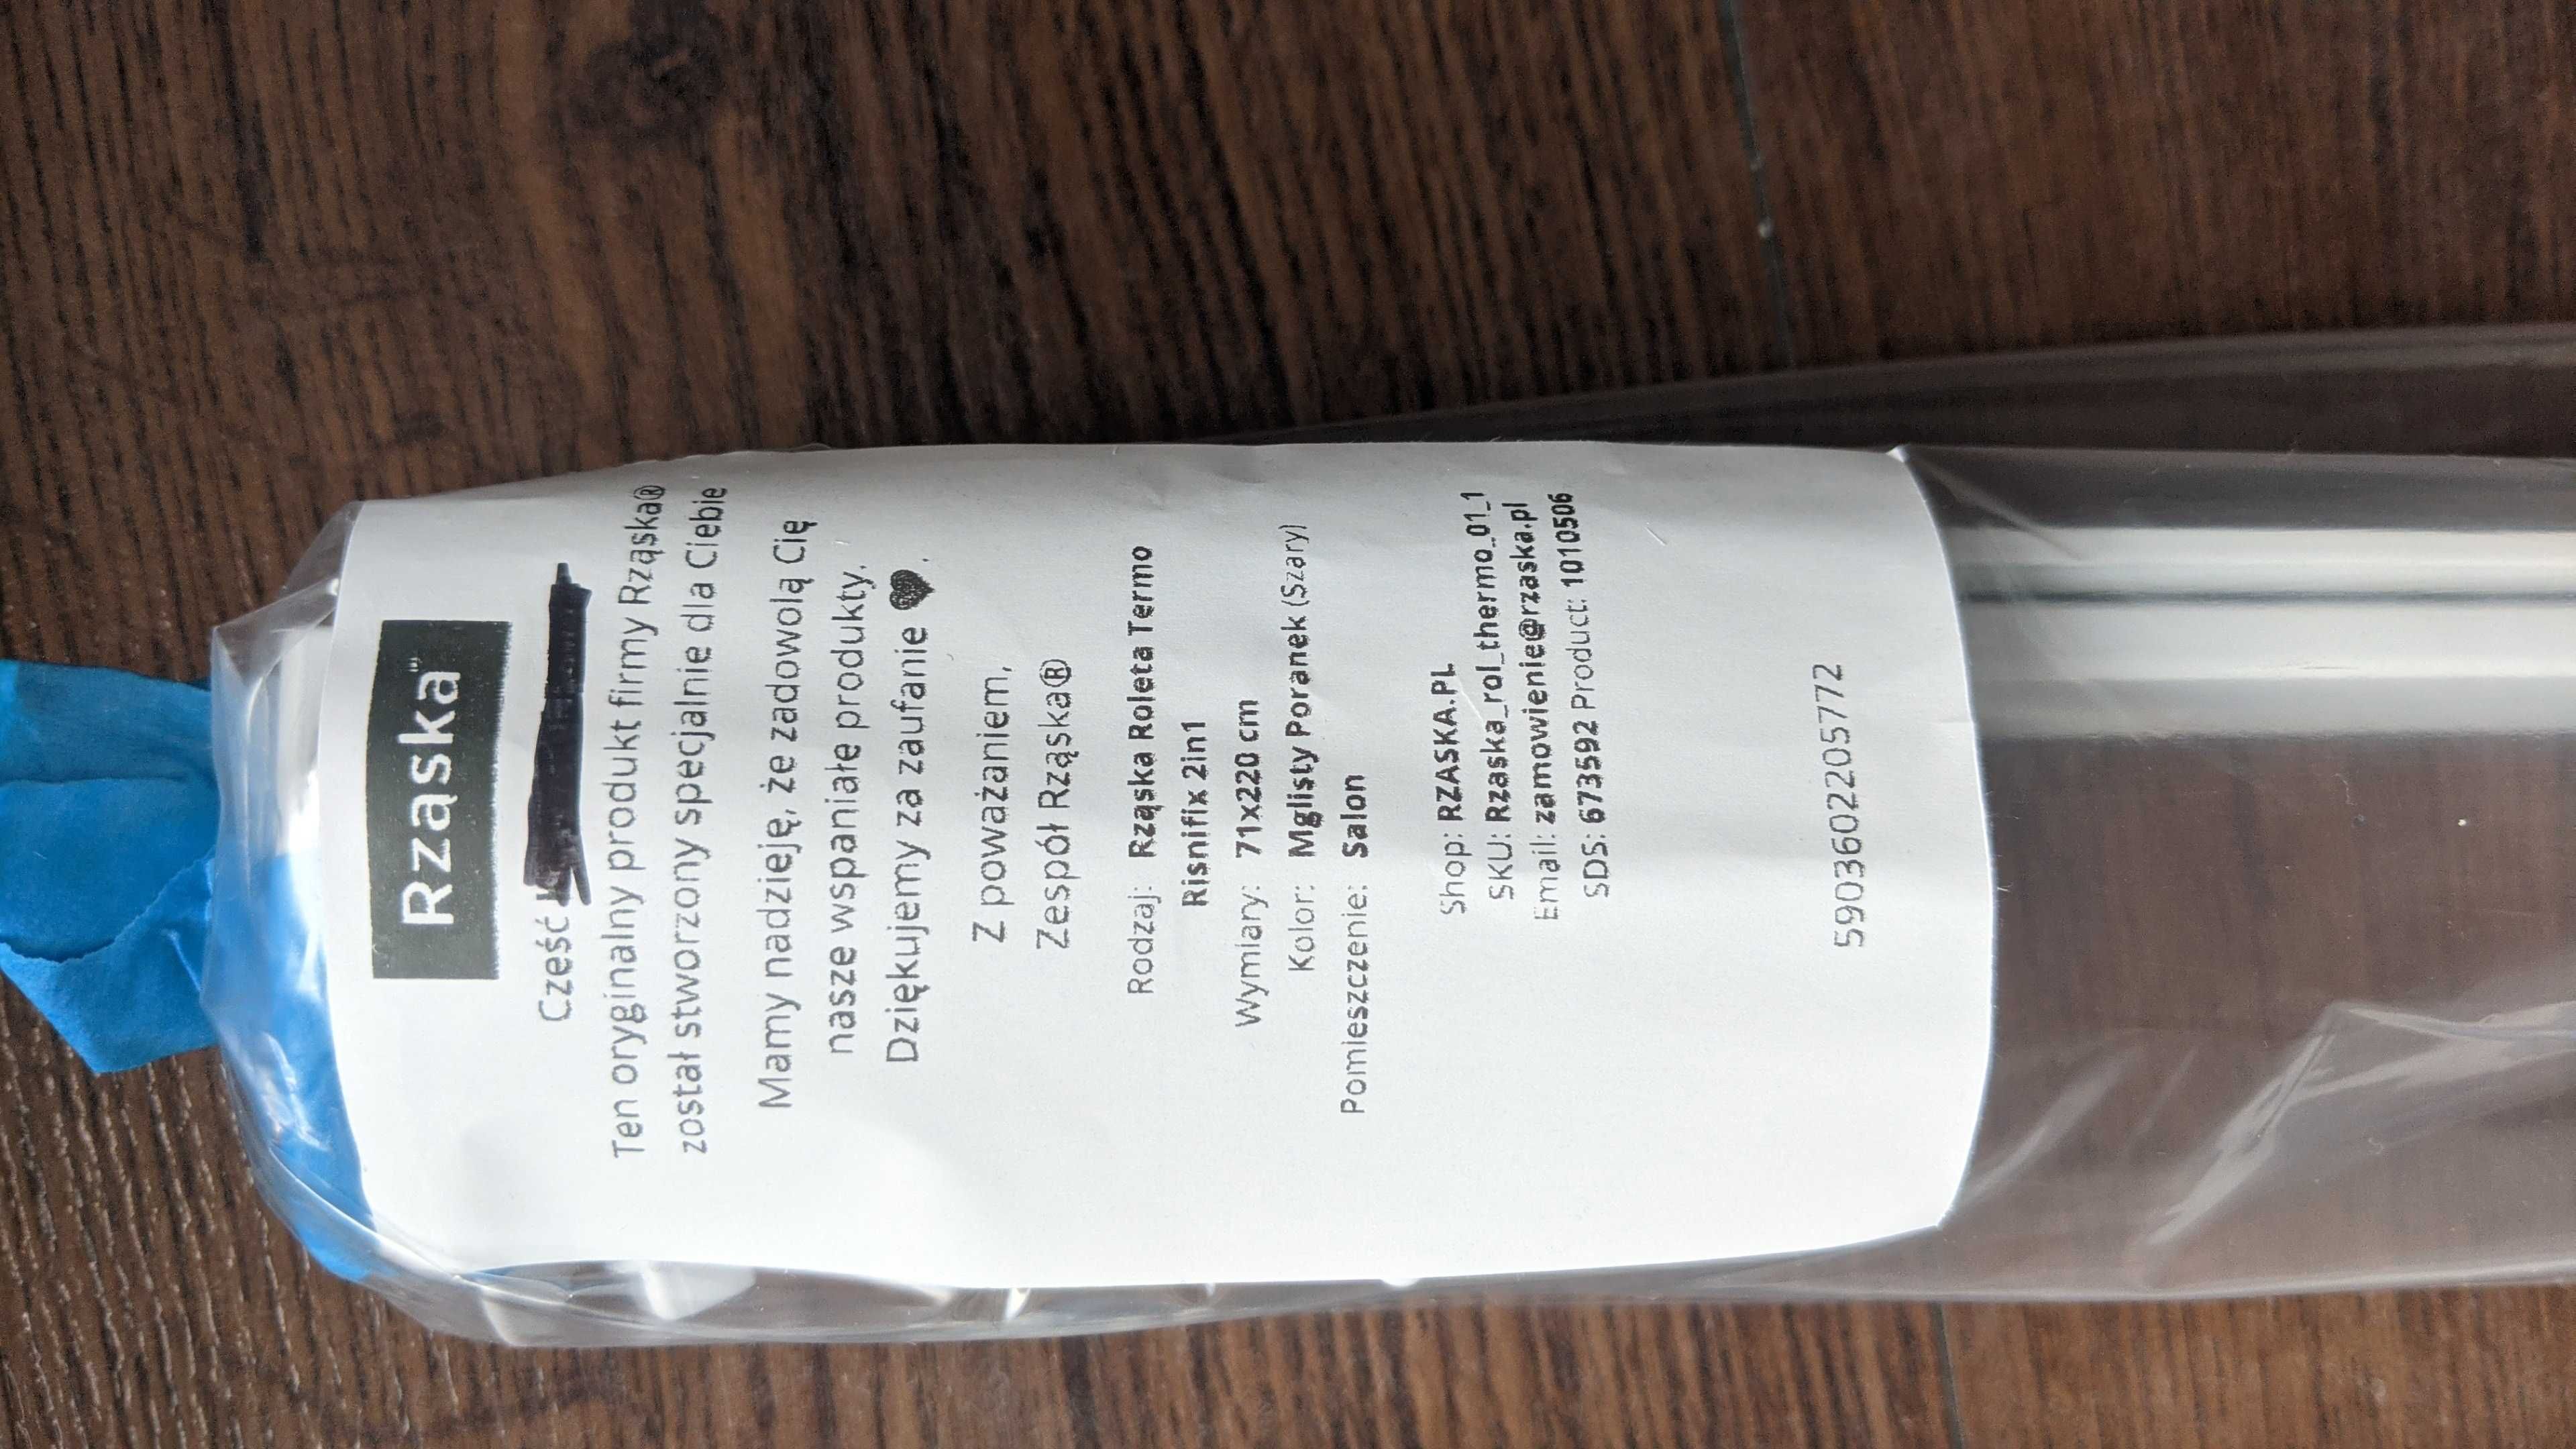 Rząska
Cześć
Ten oryginalny produkt firmy Rząska®
został stworzony specjalnie dla Ciebie
Mamy nadzieję, że zadowolą Cię
nasze wspaniałe produkty.
Dziękujemy za zaufanie ♥.
Z poważaniem,
Zespół Rząska®
Rodzaj: Rząska Roleta Termo
Risnifix 2in1
Wymiary: 71x220 cm
Kolor: Mglisty Poranek (Szary)
Pomieszczenie: Salon
Shop: RZASKA.PL
SKU: Rzaska_rol_thermo_01_1
Email: zamowienie@rzaska.pl
SDS: 673592 Product: 1010506
5903602205772